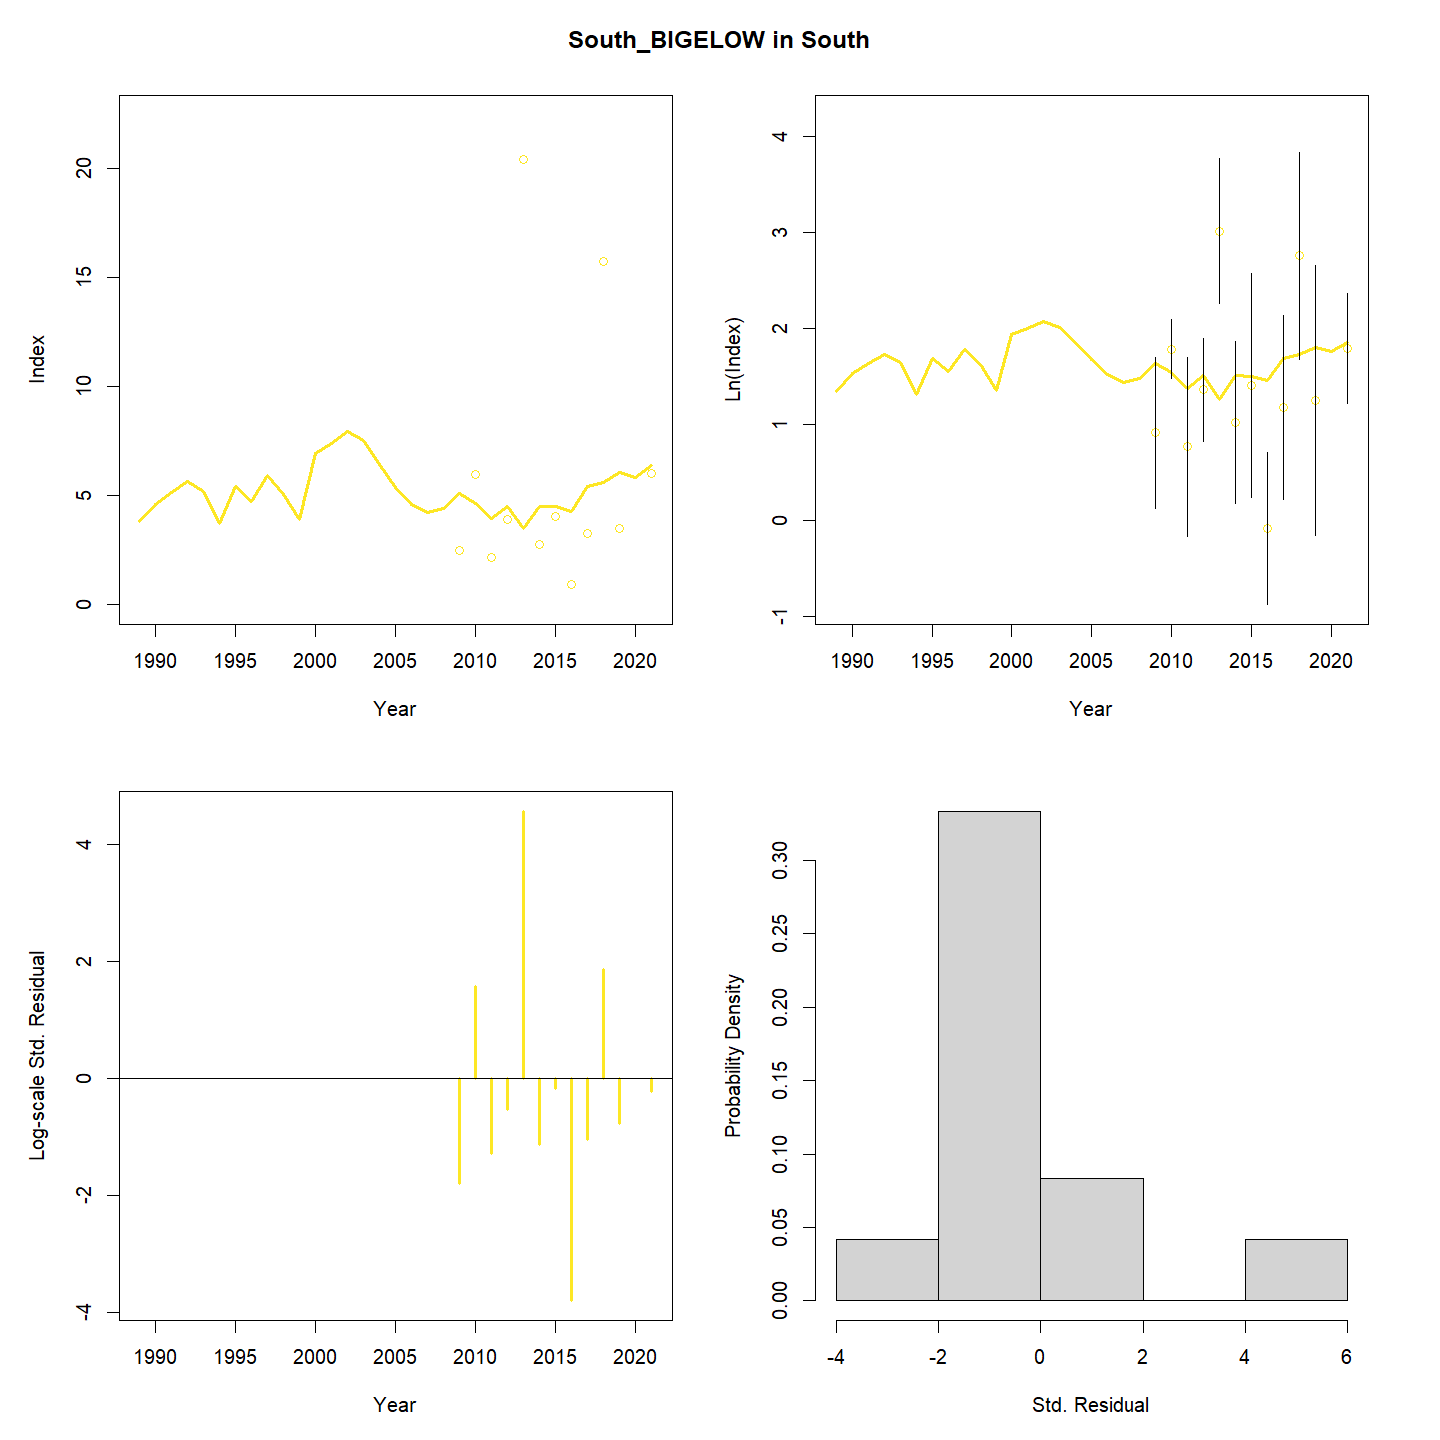 South_BIGELOW in South
Index
20
15
10
5
0
1990 1995 2000 2005 2010 2015 2020
Year
Ln(Index)
4
3
2
1
0
-1
1990 1995 2000 2005 2010 2015 2020
Year
Log-scale Std. Residual
4
2
0
-2
-4
1990 1995 2000 2005 2010 2015 2020
Year
Probability Density
0.30
0.25
0.20
0.15
0.10
0.05
0.00
-4 -2 0 2 4 6
Std. Residual